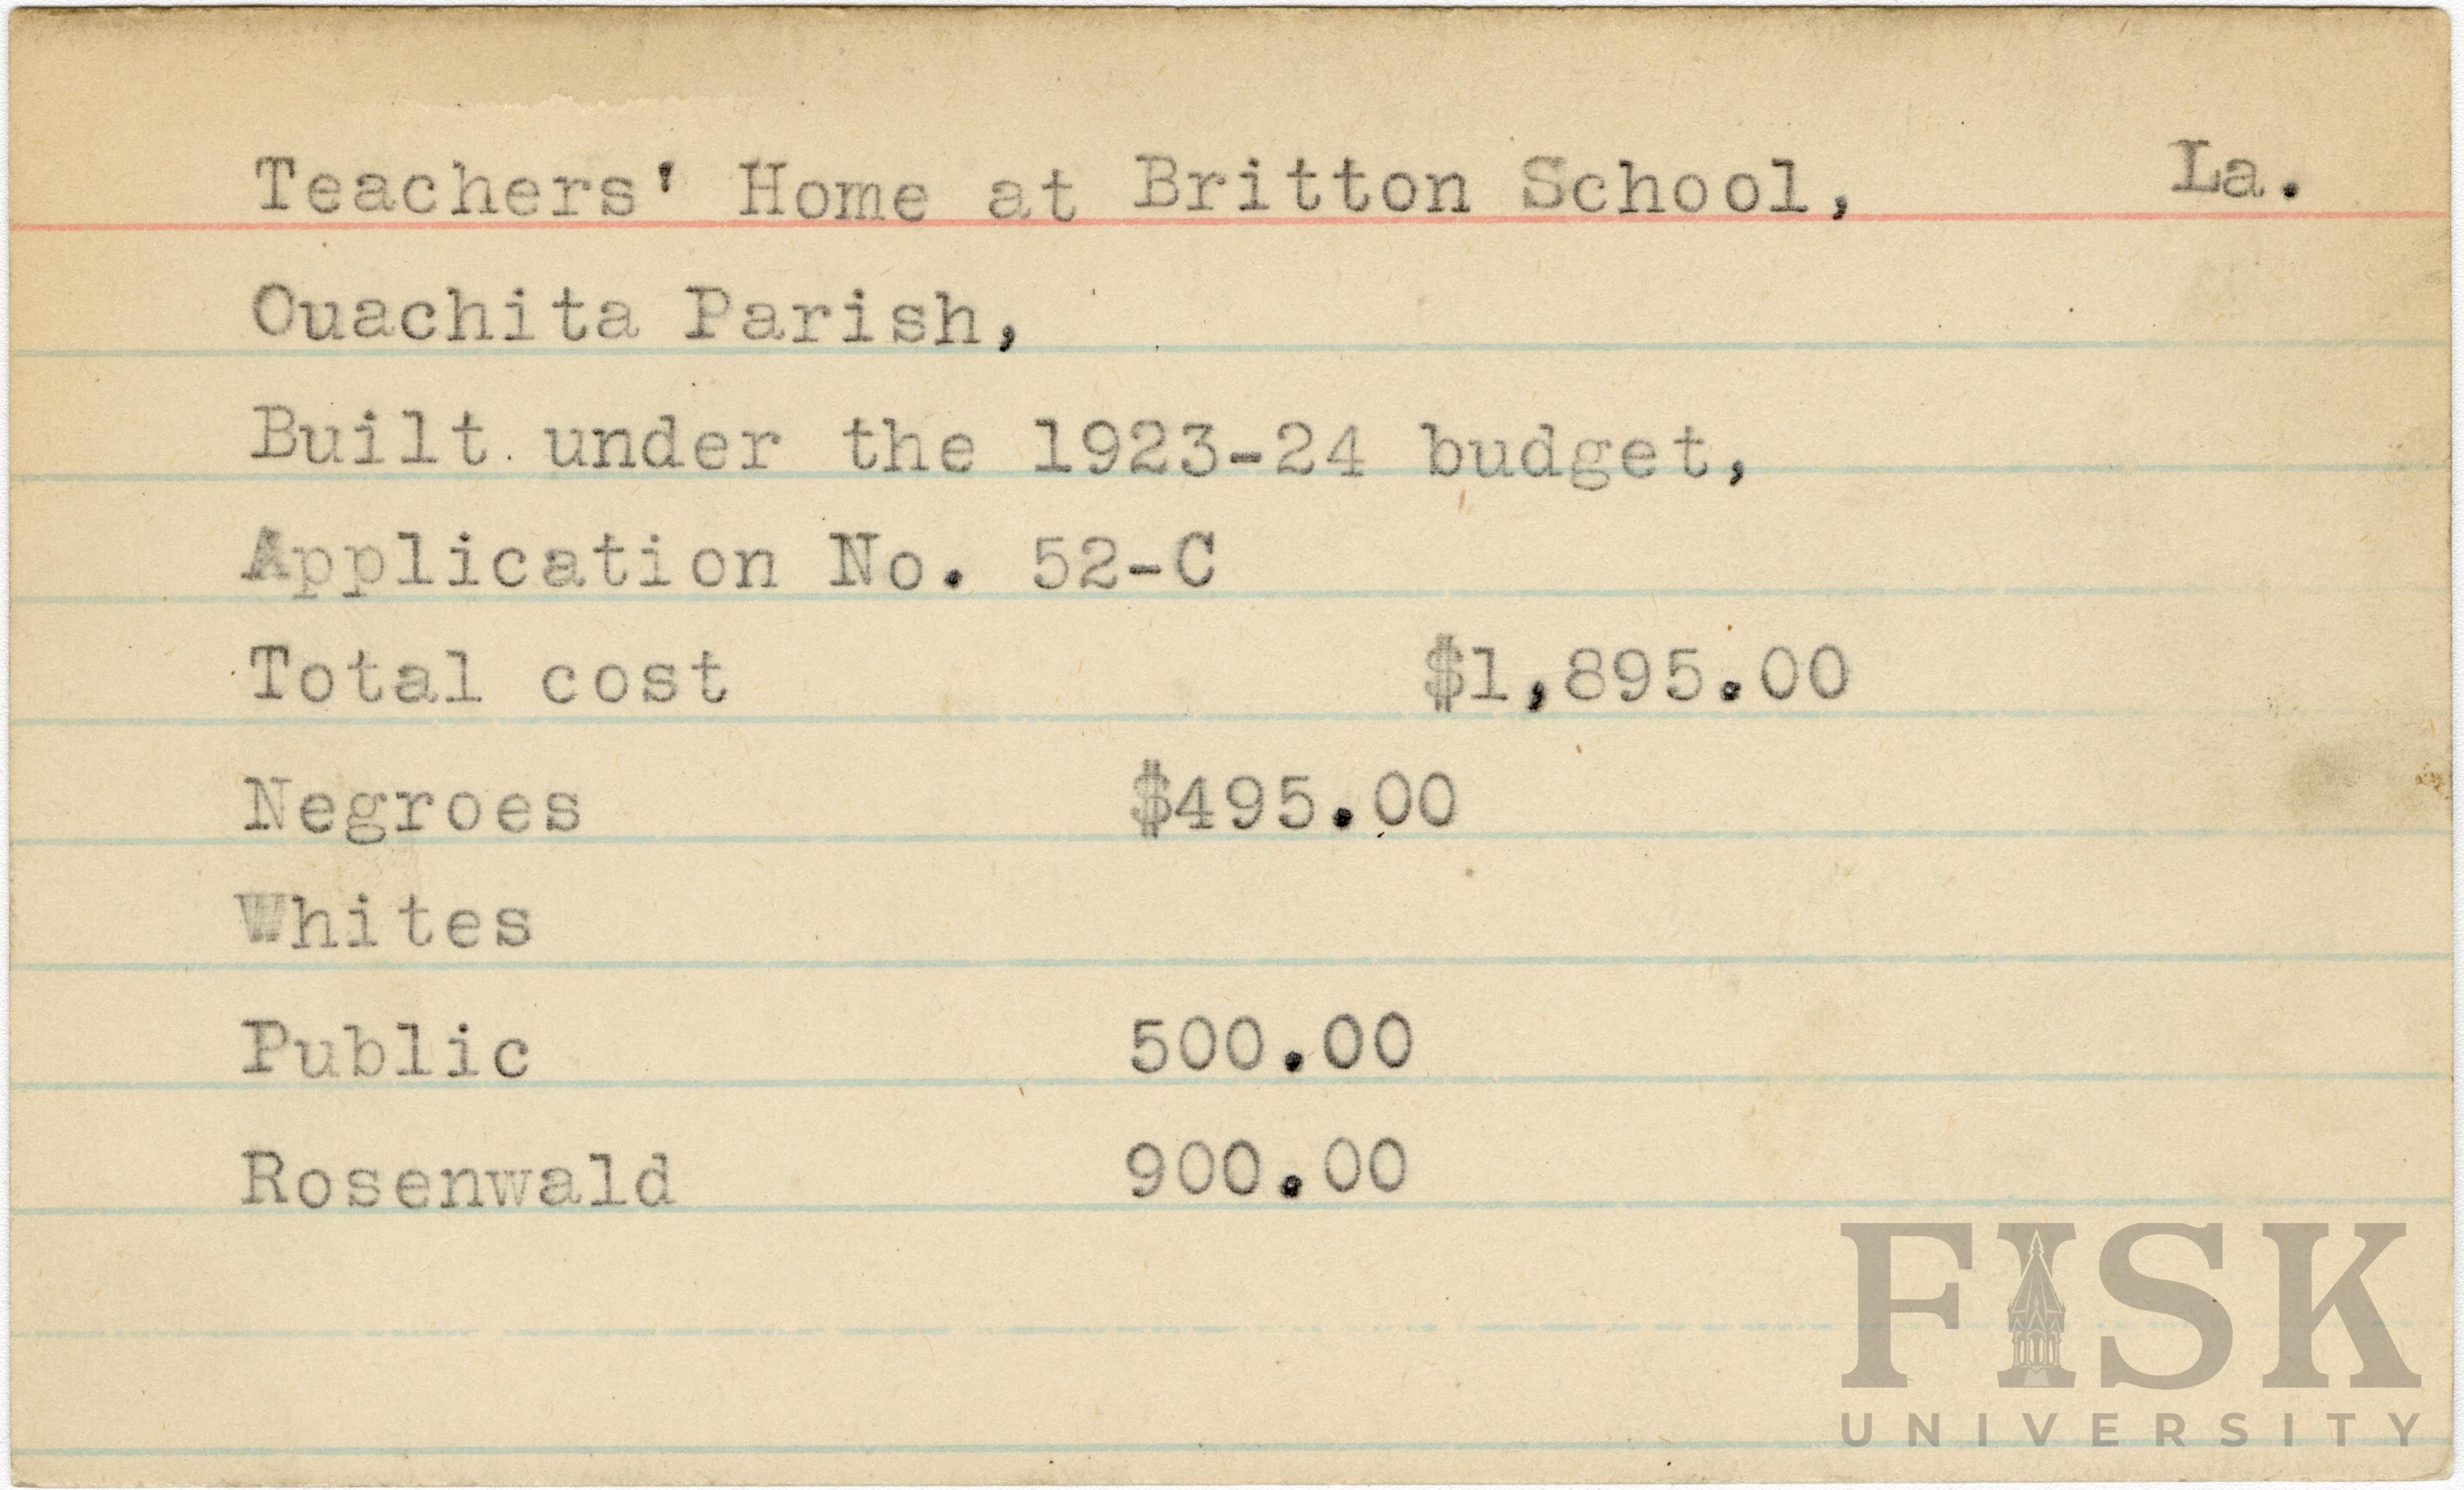 Teachers' Home at Britton School, La.
Ouachita Parish,
Built under the 1923-24 budget,
Application No. 52-C
Total cost $1,895.00
Negroes $495.00
Whites
Public 500.00
Rosenwald 900.00
FISK
UNIVERSITY